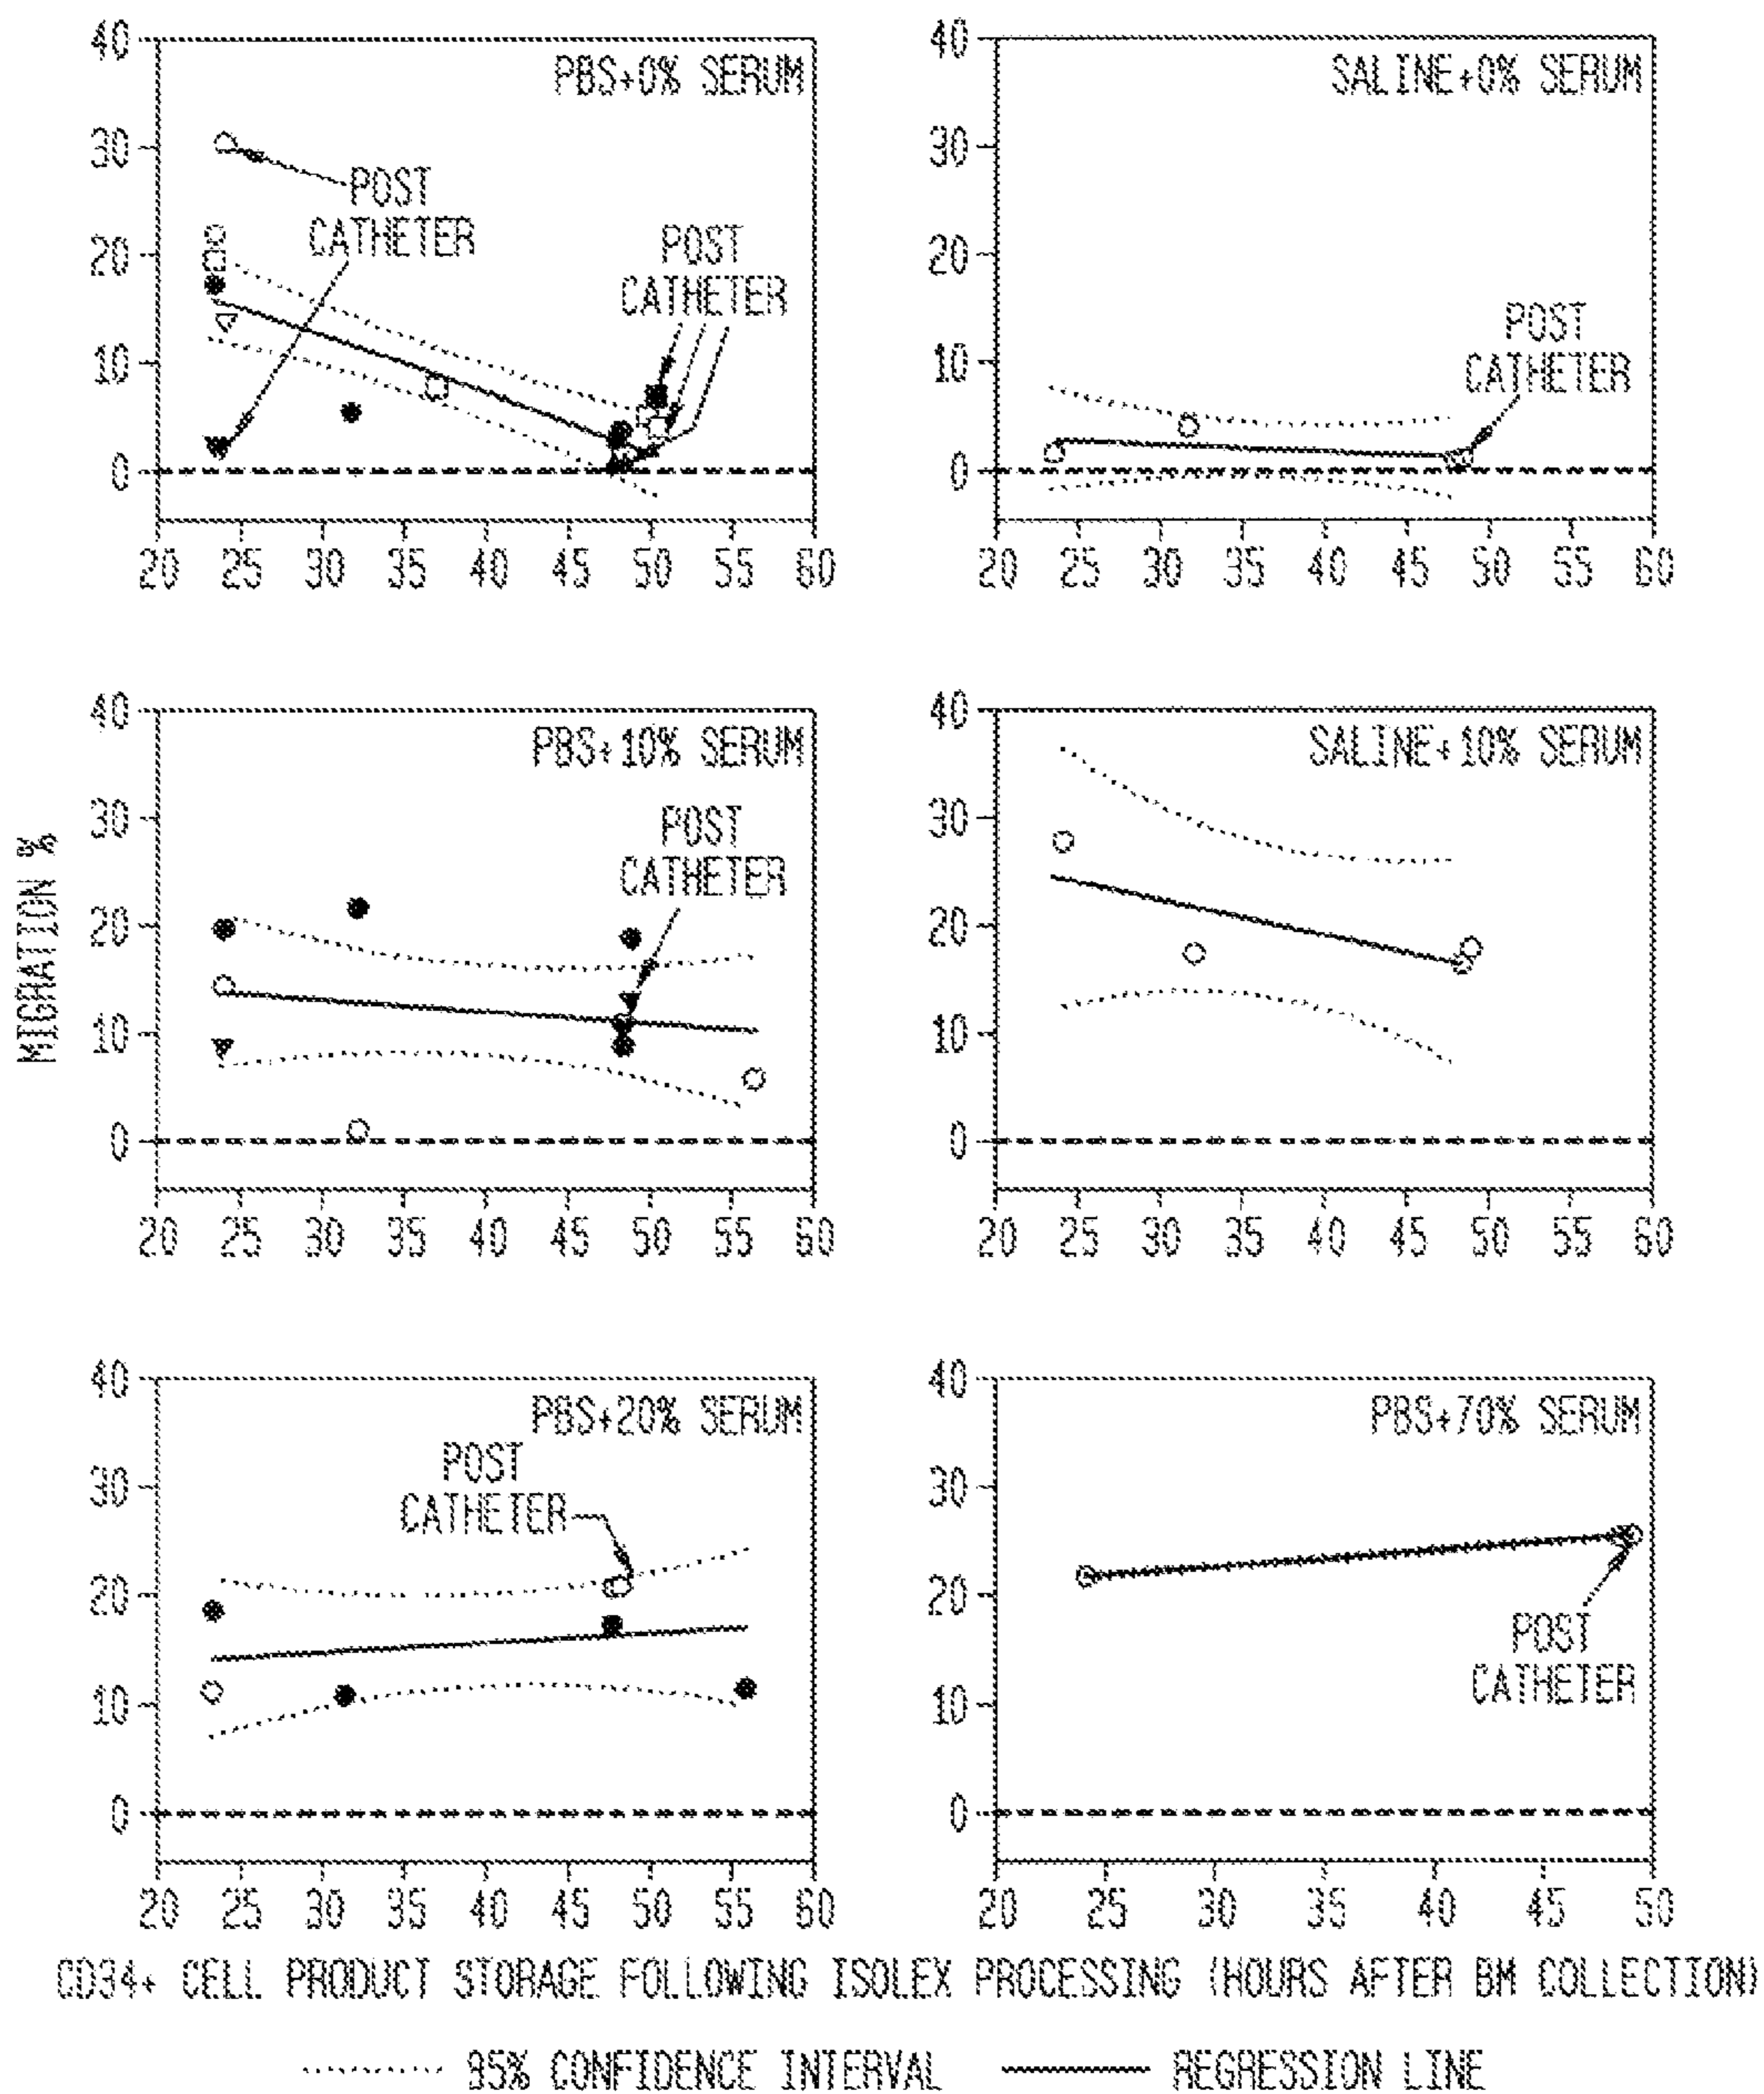 PBS+0% SERUM
40
30
20
10
0
POST
CATHETER
POST
CATHETER
20 25 30 35 40 45 50 55 60
SALINE+0% SERUM
40
30
20
10
0
POST
CATHETER
20 25 30 35 40 45 50 55 60
MIGRATION %
PBS+10% SERUM
40
30
20
10
0
POST
CATHETER
20 25 30 35 40 45 50 55 60
SALINE+10% SERUM
40
30
20
10
0
20 25 30 35 40 45 50 55 60
PBS+20% SERUM
40
30
20
10
0
POST
CATHETER
20 25 30 35 40 45 50 55 60
PBS+70% SERUM
40
30
20
10
0
POST
CATHETER
20 25 30 35 40 45 50
CD34+ CELL PRODUCT STORAGE FOLLOWING ISOLEX PROCESSING (HOURS AFTER BM COLLECTION)
95% CONFIDENCE INTERVAL
REGRESSION LINE